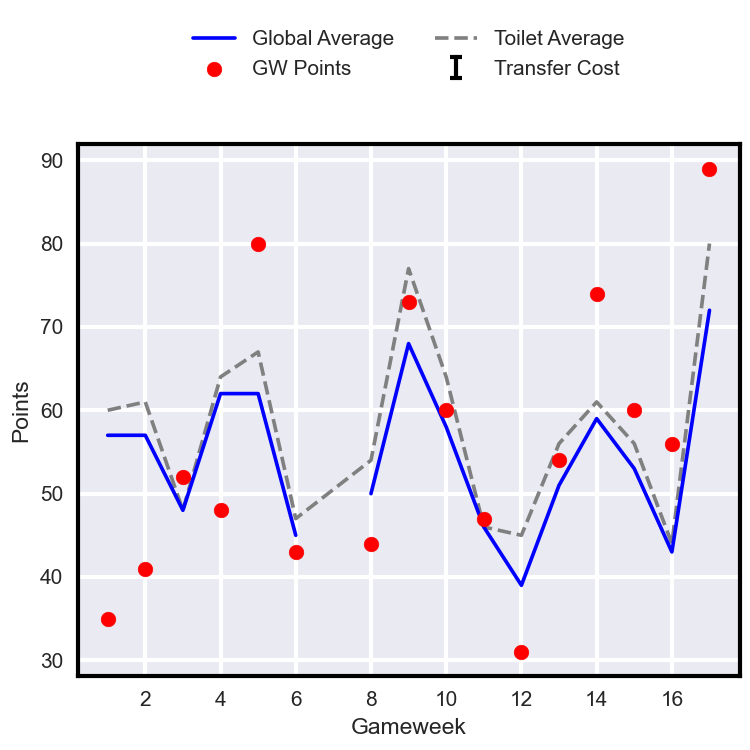 Global Average
GW Points
Toilet Average
Transfer Cost
90
80
70
60
50
40
30
Points
2 4 6 8 10 12 14 16
Gameweek